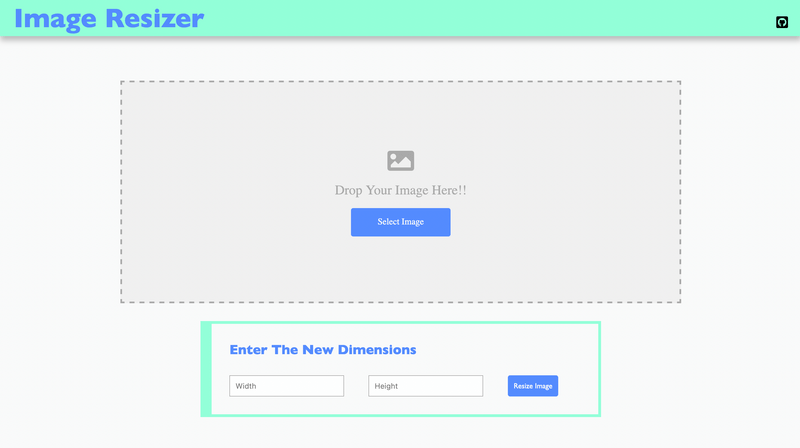 Image Resizer
Drop Your Image Here!!
Select Image
Enter The New Dimensions
Width
Height
Resize Image